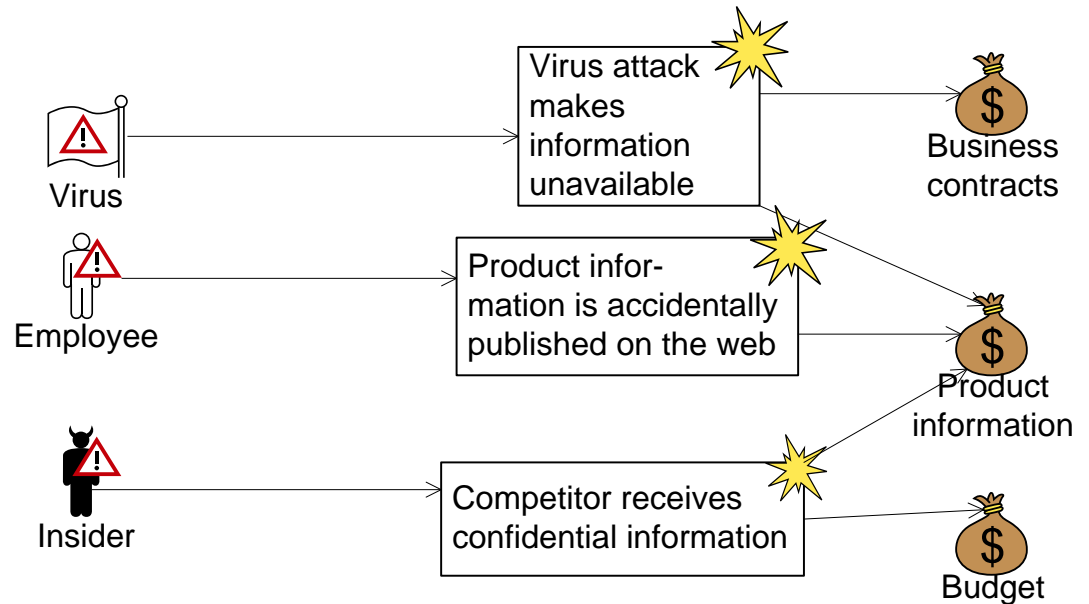 Virus attack
makes
information
unavailable
$
Business
contracts
!
Virus
!
Employee
Product infor-
mation is accidentally
published on the web
$
Product
information
!
Insider
Competitor receives
confidential information
$
Budget